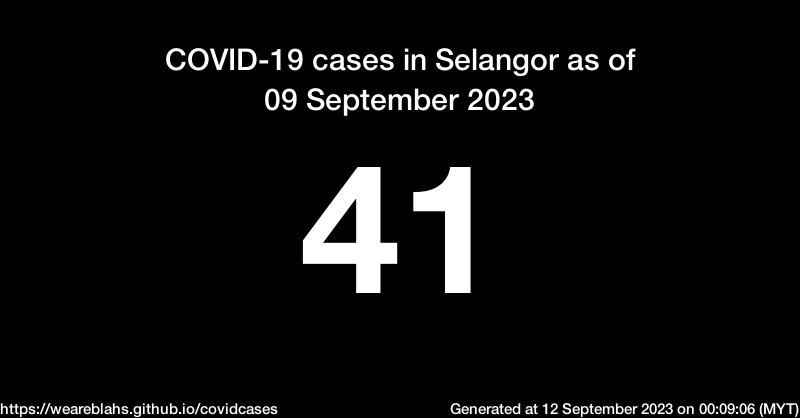 COVID-19 cases in Selangor as of
09 September 2023
41
https://weareblahs.github.io/covidcases
Generated at 12 September 2023 on 00:09:06 (MYT)